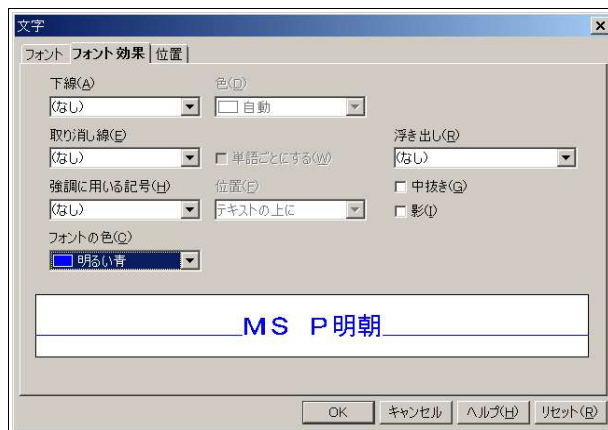 文字
フォント フォント効果 位置
下線(A) 色(D)
(なし) 自動
取り消し線(E) 浮き出し(R)
(なし) 単語ごとにする(W) (なし)
強調に用いる記号(H) 位置(F) 中抜き(G)
(なし) テキストの上に 影(I)
フォントの色(C)
明るい青
ＭＳ Ｐ明朝
OK キャンセル ヘルプ(H) リセット(R)